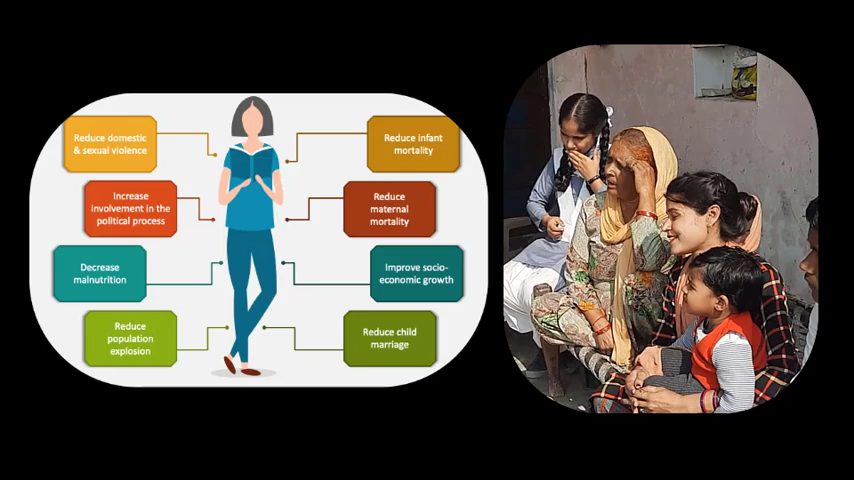 Reduce domestic
& sexual violence
Increase
involvement in the
political process
Decrease
malnutrition
Reduce
population
explosion
Reduce infant
mortality
Reduce
maternal
mortality
Improve socio-
economic growth
Reduce child
marriage